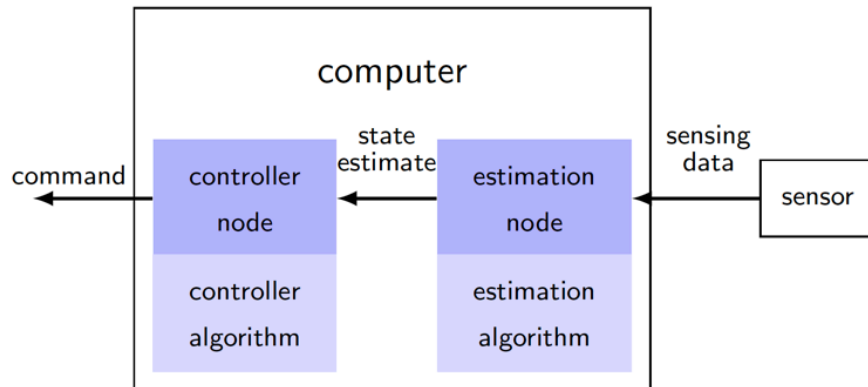 computer
command
controller
node
controller
algorithm
state
estimate
estimation
node
estimation
algorithm
sensing
data
sensor